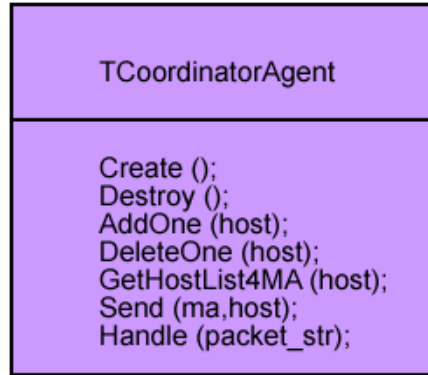 TCoordinatorAgent
Create ();
Destroy ();
AddOne (host);
DeleteOne (host);
GetHostList4MA (host);
Send (ma,host);
Handle (packet_str);